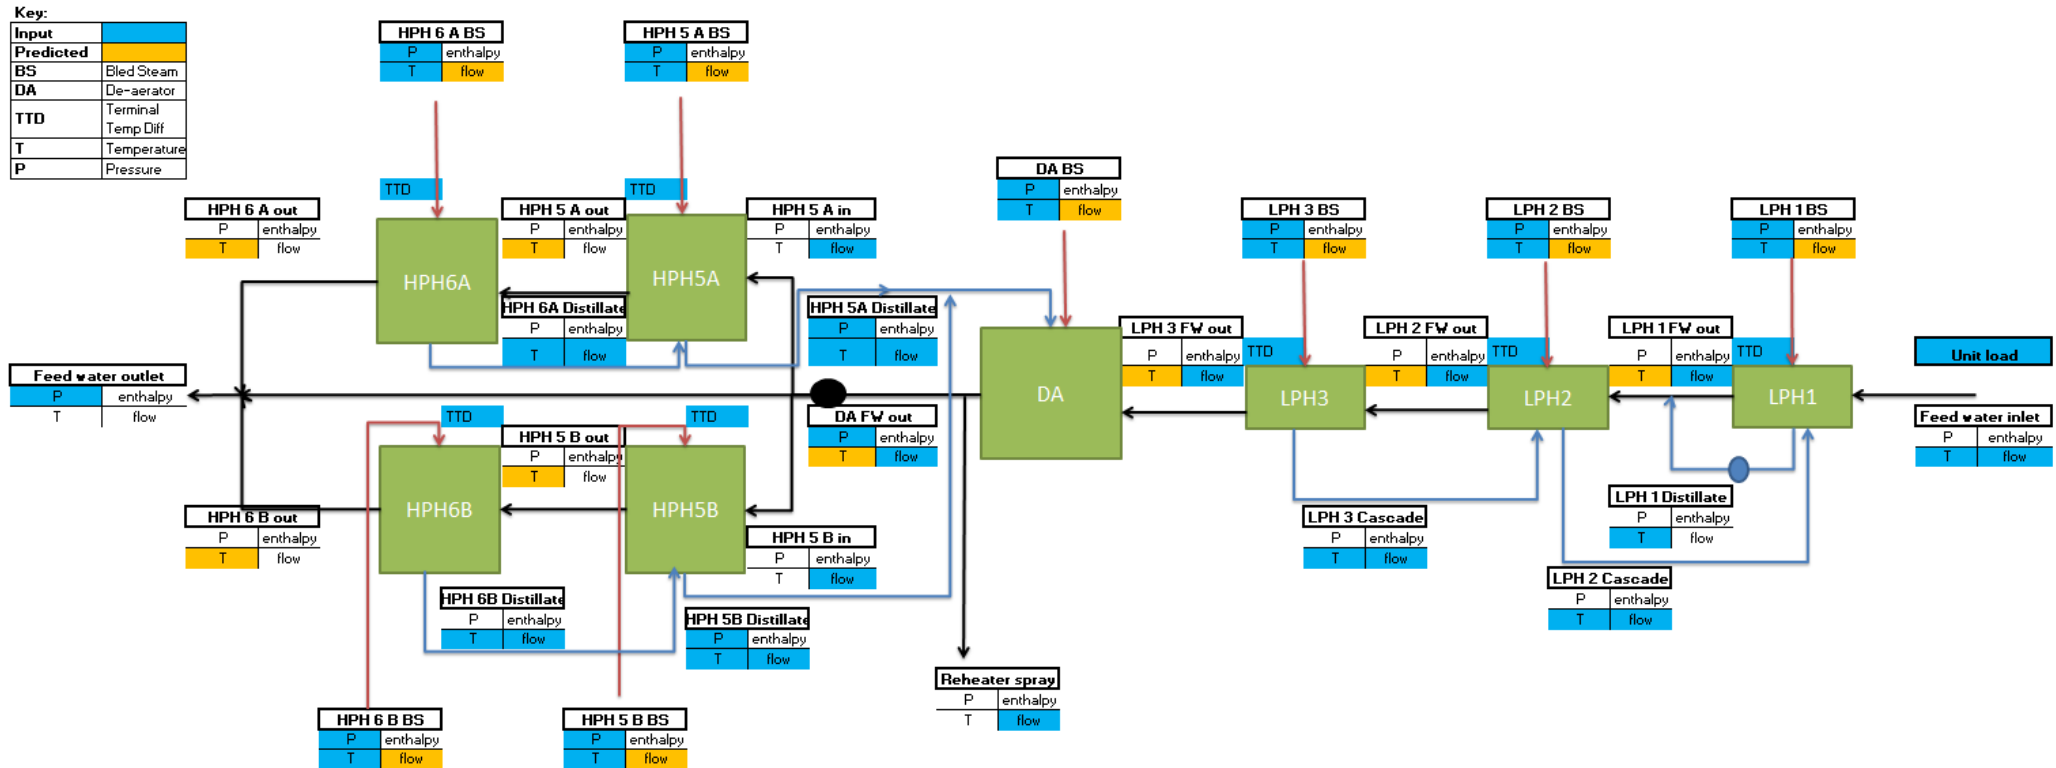 Key:
Input
Predicted
BS Bled Steam
DA De-aerator
TTD Terminal
Temp Diff
T Temperature
P Pressure
HPH 6 A BS
P enthalpy
T flow
HPH 5 A BS
P enthalpy
T flow
TTD
TTD
HPH 6 A out
P enthalpy
T flow
HPH 5 A out
P enthalpy
T flow
HPH 5 A in
P enthalpy
T flow
HPH6A
HPH5A
HPH 6A Distillate
P enthalpy
T flow
HPH 5A Distillate
P enthalpy
T flow
DA BS
P enthalpy
T flow
LPH 3 BS
P enthalpy
T flow
LPH 2 BS
P enthalpy
T flow
LPH 1 BS
P enthalpy
T flow
LPH 3 FW out
P enthalpy
T flow
TTD
LPH 2 FW out
P enthalpy
T flow
TTD
LPH 1 FW out
P enthalpy
T flow
TTD
Unit load
Feed water outlet
P enthalpy
T flow
DA
LPH3
LPH2
LPH1
Feed water inlet
P enthalpy
T flow
TTD
TTD
DA FW out
P enthalpy
T flow
HPH 5 B out
P enthalpy
T flow
HPH6B
HPH5B
HPH 6 B out
P enthalpy
T flow
HPH 5 B in
P enthalpy
T flow
LPH 1 Distillate
P enthalpy
T flow
LPH 3 Cascade
P enthalpy
T flow
LPH 2 Cascade
P enthalpy
T flow
HPH 6B Distillate
P enthalpy
T flow
HPH 5B Distillate
P enthalpy
T flow
Reheater spray
P enthalpy
T flow
HPH 6 B BS
P enthalpy
T flow
HPH 5 B BS
P enthalpy
T flow